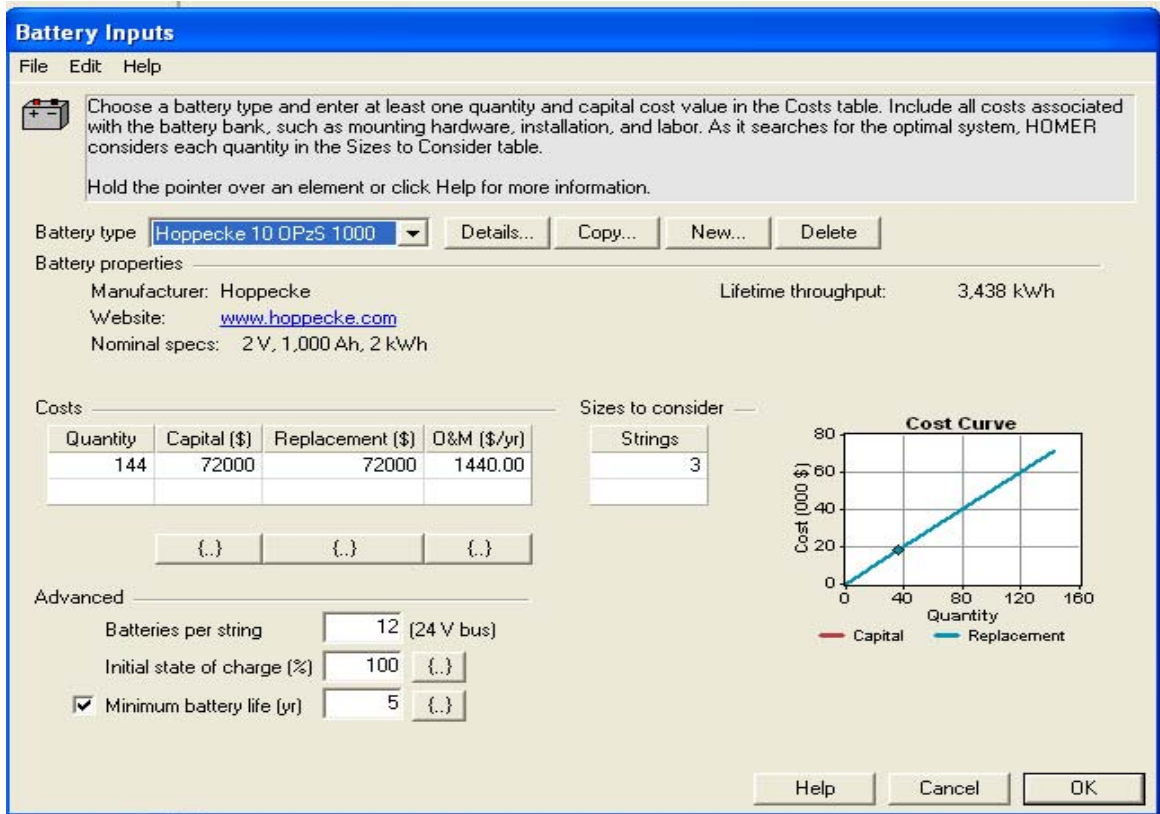 Battery Inputs
File Edit Help
Choose a battery type and enter at least one quantity and capital cost value in the Costs table. Include all costs associated
with the battery bank, such as mounting hardware, installation, and labor. As it searches for the optimal system, HOMER
considers each quantity in the Sizes to Consider table.
Hold the pointer over an element or click Help for more information.
Battery type Hoppecke 10 OPzS 1000 Details... Copy... New... Delete
Battery properties
Manufacturer: Hoppecke Lifetime throughput: 3,438 kWh
Website: www.hoppecke.com
Nominal specs: 2 V, 1,000 Ah, 2 kWh
Costs
Quantity Capital ($) Replacement ($) O&M ($/yr)
144 72000 72000 1440.00
{..} {..} {..}
Sizes to consider
Strings
3
Cost Curve
Cost (000 $)
80
60
40
20
0
0 40 80 120 160
Quantity
Capital Replacement
Advanced
Batteries per string 12 (24 V bus)
Initial state of charge (%) 100 {..}
Minimum battery life (yr) 5 {..}
Help Cancel OK